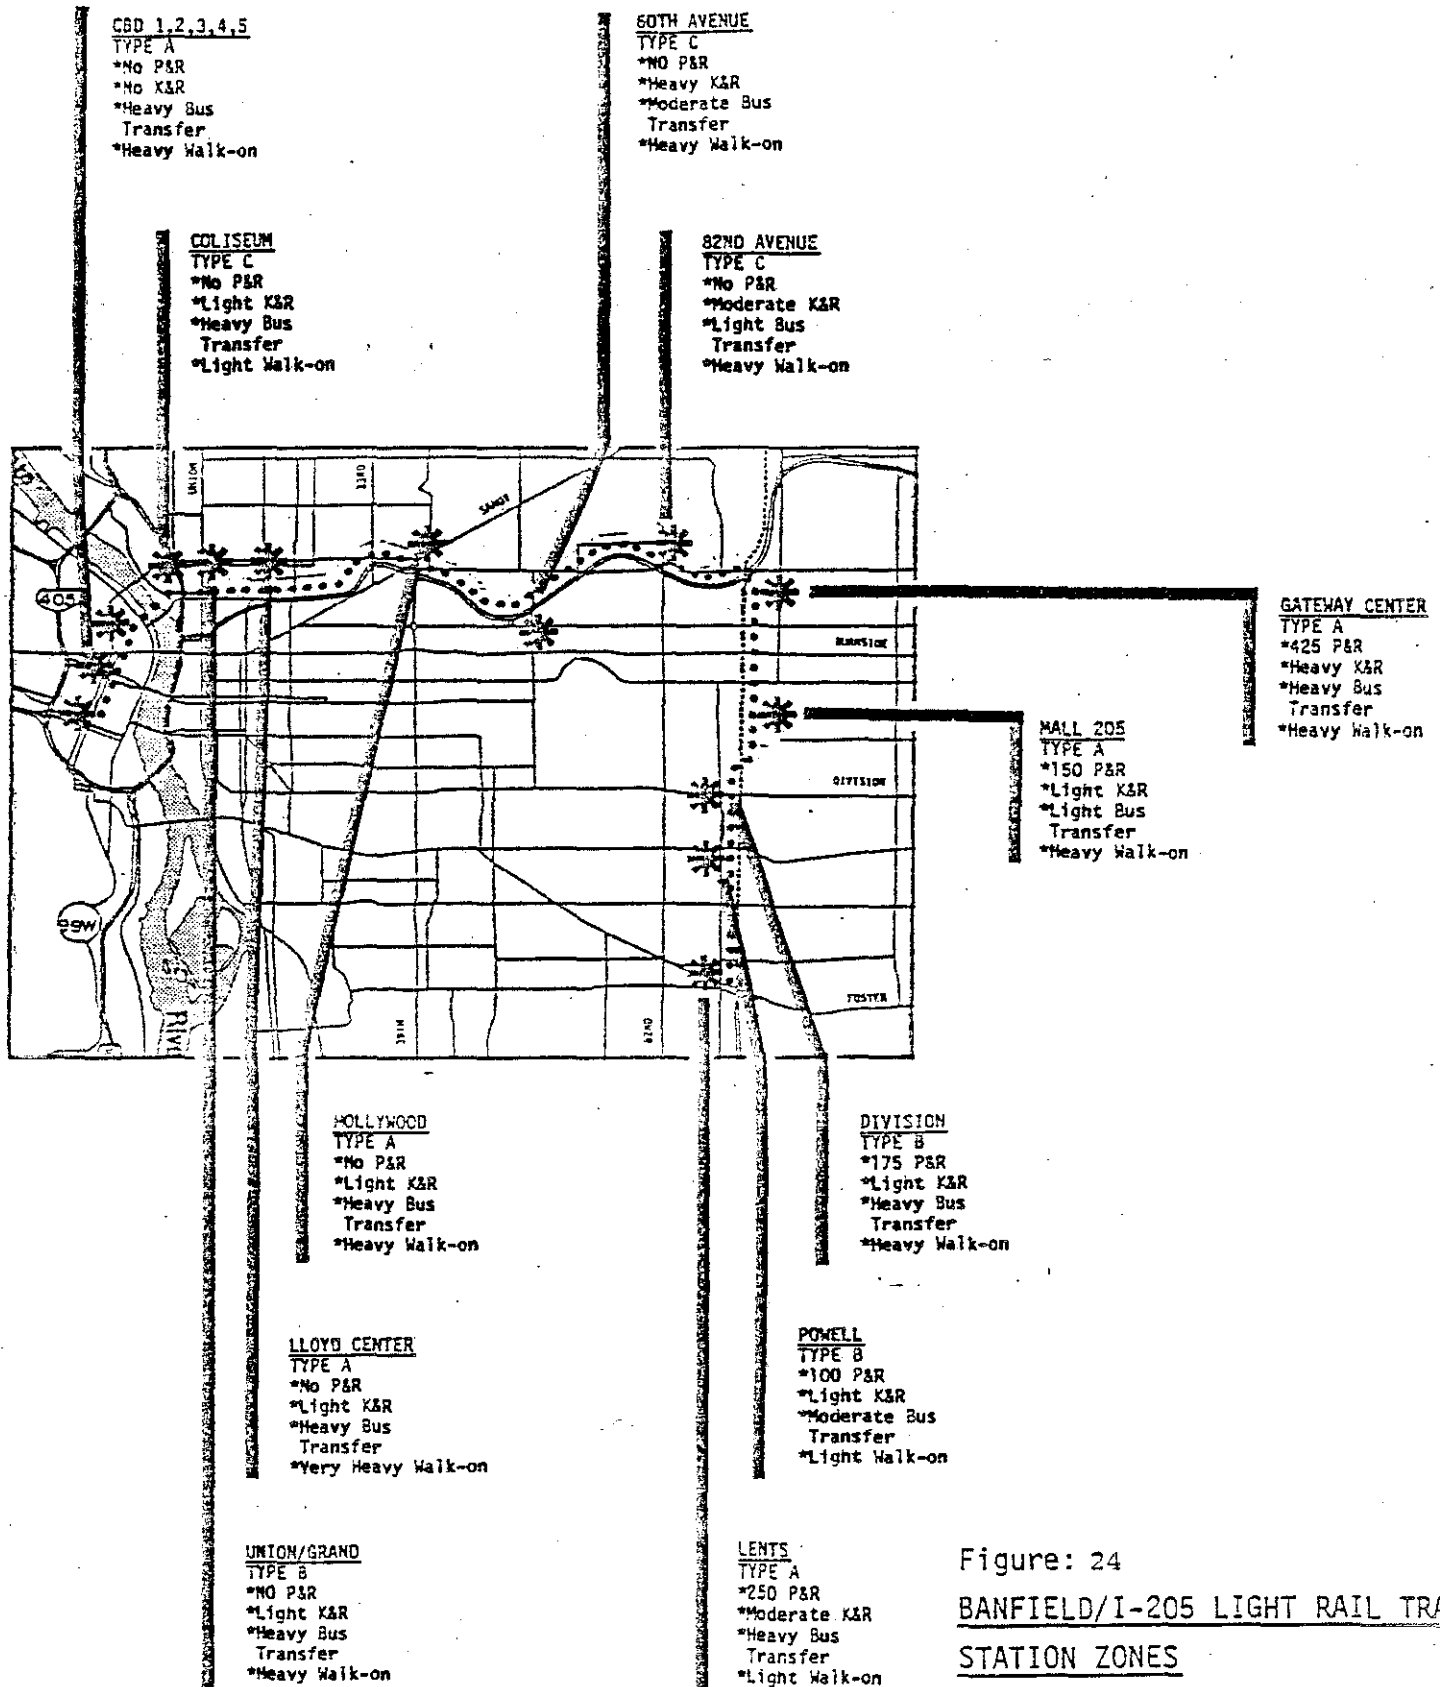 CBD 1,2,3,4,5
TYPE A
*No P&R
*No K&R
*Heavy Bus
Transfer
*Heavy Walk-on
60TH AVENUE
TYPE C
*NO P&R
*Heavy K&R
*Moderate Bus
Transfer
*Heavy Walk-on
COLISEUM
TYPE C
*No P&R
*Light K&R
*Heavy Bus
Transfer
*Light Walk-on
82ND AVENUE
TYPE C
*No P&R
*Moderate K&R
*Light Bus
Transfer
*Heavy Walk-on
UNION
33RD
SANDY
405
BURNSIDE
DIVISION
99W
FOSTER
39TH
82ND
GATEWAY CENTER
TYPE A
*425 P&R
*Heavy K&R
*Heavy Bus
Transfer
*Heavy Walk-on
MALL 205
TYPE A
*150 P&R
*Light K&R
*Light Bus
Transfer
*Heavy Walk-on
HOLLYWOOD
TYPE A
*No P&R
*Light K&R
*Heavy Bus
Transfer
*Heavy Walk-on
DIVISION
TYPE B
*175 P&R
*Light K&R
*Heavy Bus
Transfer
*Heavy Walk-on
LLOYD CENTER
TYPE A
*No P&R
*Light K&R
*Heavy Bus
Transfer
*Very Heavy Walk-on
POWELL
TYPE B
*100 P&R
*Light K&R
*Moderate Bus
Transfer
*Light Walk-on
UNION/GRAND
TYPE B
*NO P&R
*Light K&R
*Heavy Bus
Transfer
*Heavy Walk-on
LENTS
TYPE A
*250 P&R
*Moderate K&R
*Heavy Bus
Transfer
*Light Walk-on
Figure: 24
BANFIELD/I-205 LIGHT RAIL TRA
STATION ZONES